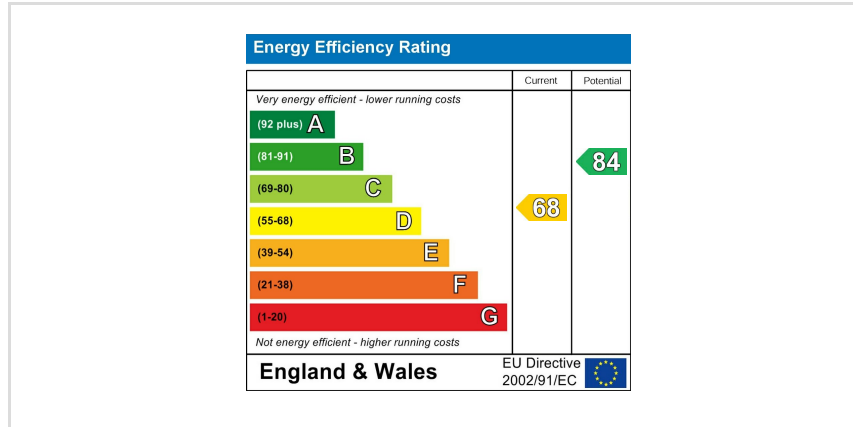 Energy Efficiency Rating
Current Potential
Very energy efficient - lower running costs
(92 plus) A
(81-91) B
84
(69-80) C
68
(55-68) D
(39-54) E
(21-38) F
(1-20) G
Not energy efficient - higher running costs
England & Wales
EU Directive
2002/91/EC